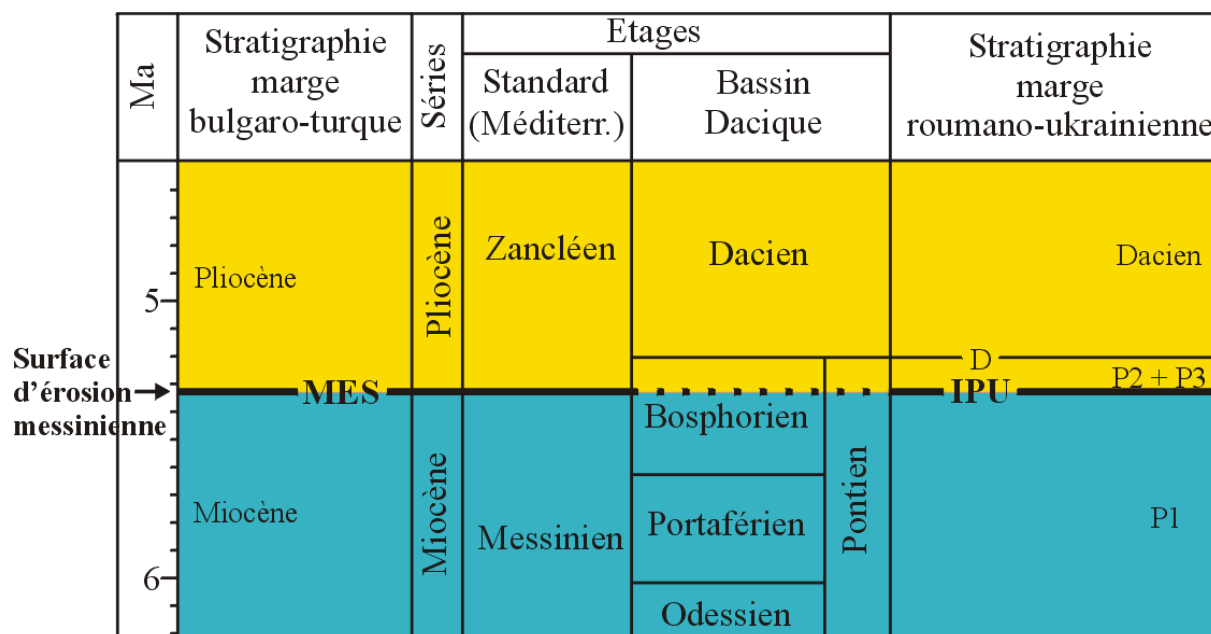 Ma
Stratigraphie
marge
bulgaro-turque
Séries
Etages
Standard
(Méditerr.)
Bassin
Dacique
Stratigraphie
marge
roumano-ukrainienne
Pliocène
Pliocène
Zancléen
Dacien
Dacien
5
D
P2 + P3
Surface
d'érosion
messinienne
MES
IPU
Bosphorien
Miocène
Miocène
Messinien
Portaférien
Pontien
P1
6
Odessien